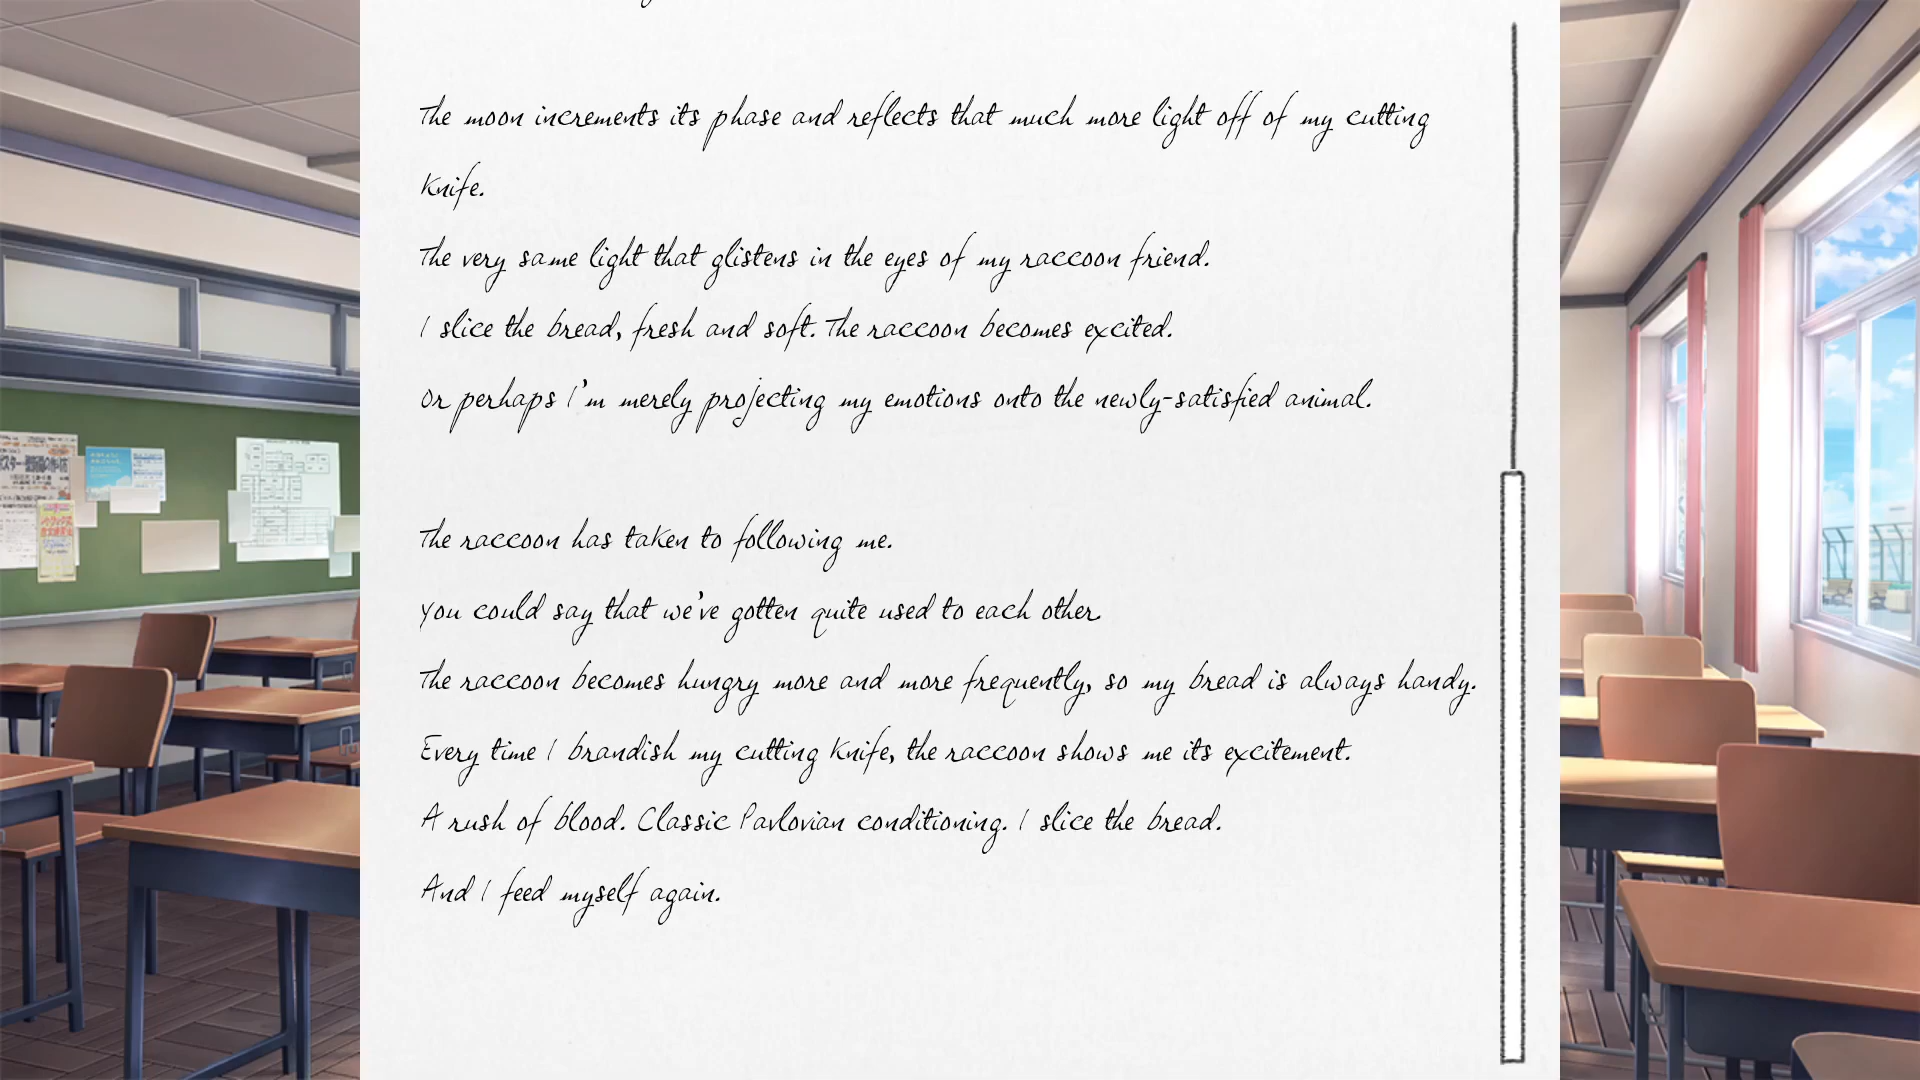 The moon increments its phase and reflects that much more light off of my cutting
knife.
The very same light that glistens in the eyes of my raccoon friend.
I slice the bread, fresh and soft. The raccoon becomes excited.
Or perhaps I'm merely projecting my emotions onto the newly-satisfied animal.
The raccoon has taken to following me.
You could say that we've gotten quite used to each other.
The raccoon becomes hungry more and more frequently, so my bread is always handy.
Every time I brandish my cutting knife, the raccoon shows me its excitement.
A rush of blood. Classic Pavlovian conditioning. I slice the bread.
And I feed myself again.